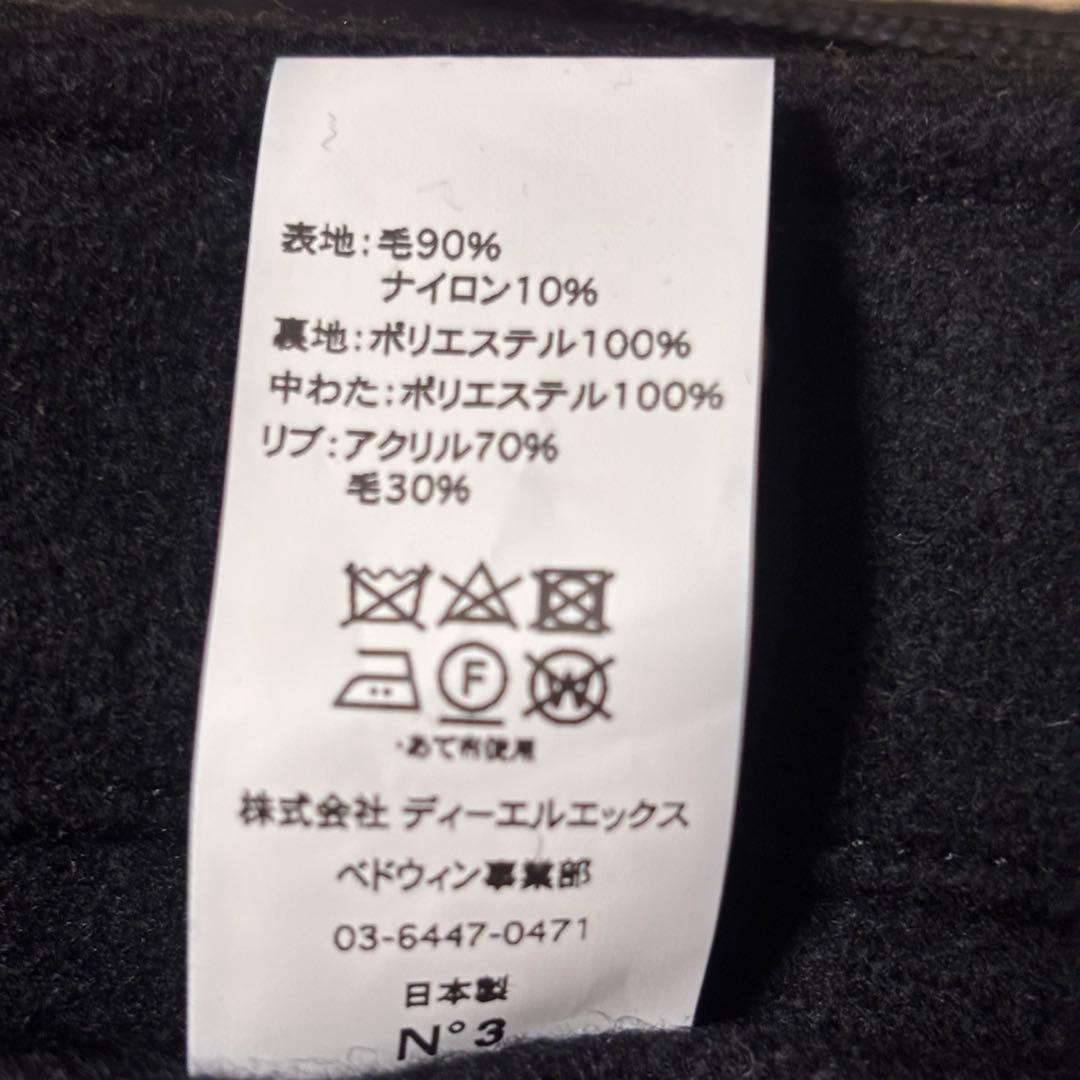 表地:毛90%
ナイロン10%
裏地:ポリエステル100%
中わた:ポリエステル100%
リブ:アクリル70%
毛30%
F W
・あて布使用
株式会社 ディーエルエックス
ベドウィン事業部
03-6447-0471
日本製
N°3